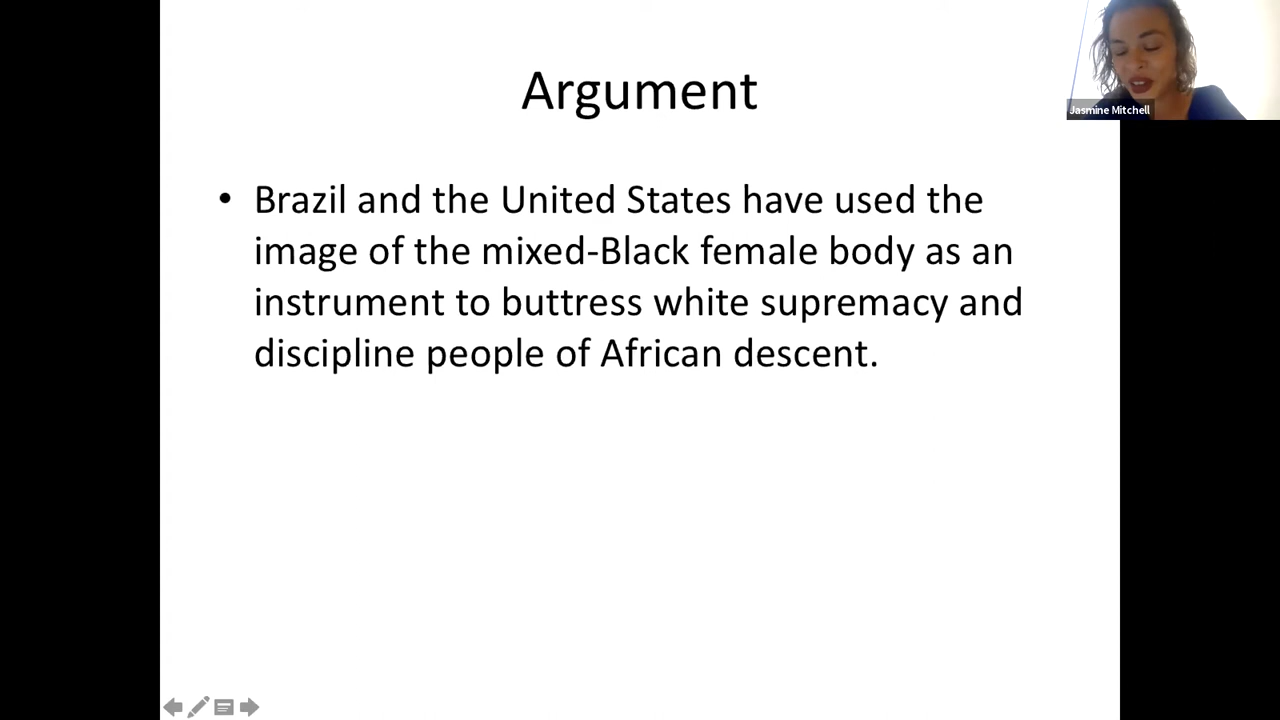 Argument
• Brazil and the United States have used the
image of the mixed-Black female body as an
instrument to buttress white supremacy and
discipline people of African descent.
Jasmine Mitchell